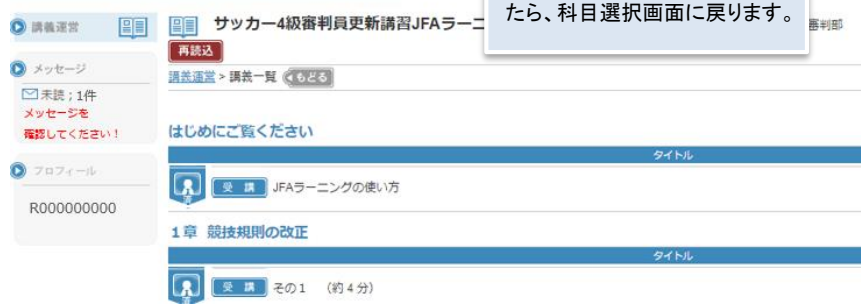 たら、科目選択画面に戻ります。
講義運営
サッカー4級審判員更新講習JFAラーニ
審判部
再読込
講義運営 > 講義一覧 もどる
メッセージ
未読;1件
メッセージを
確認してください!
はじめにご覧ください
タイトル
プロフィール
受 講 JFAラーニングの使い方
R000000000
1章 競技規則の改正
タイトル
受 講 その1 (約4分)